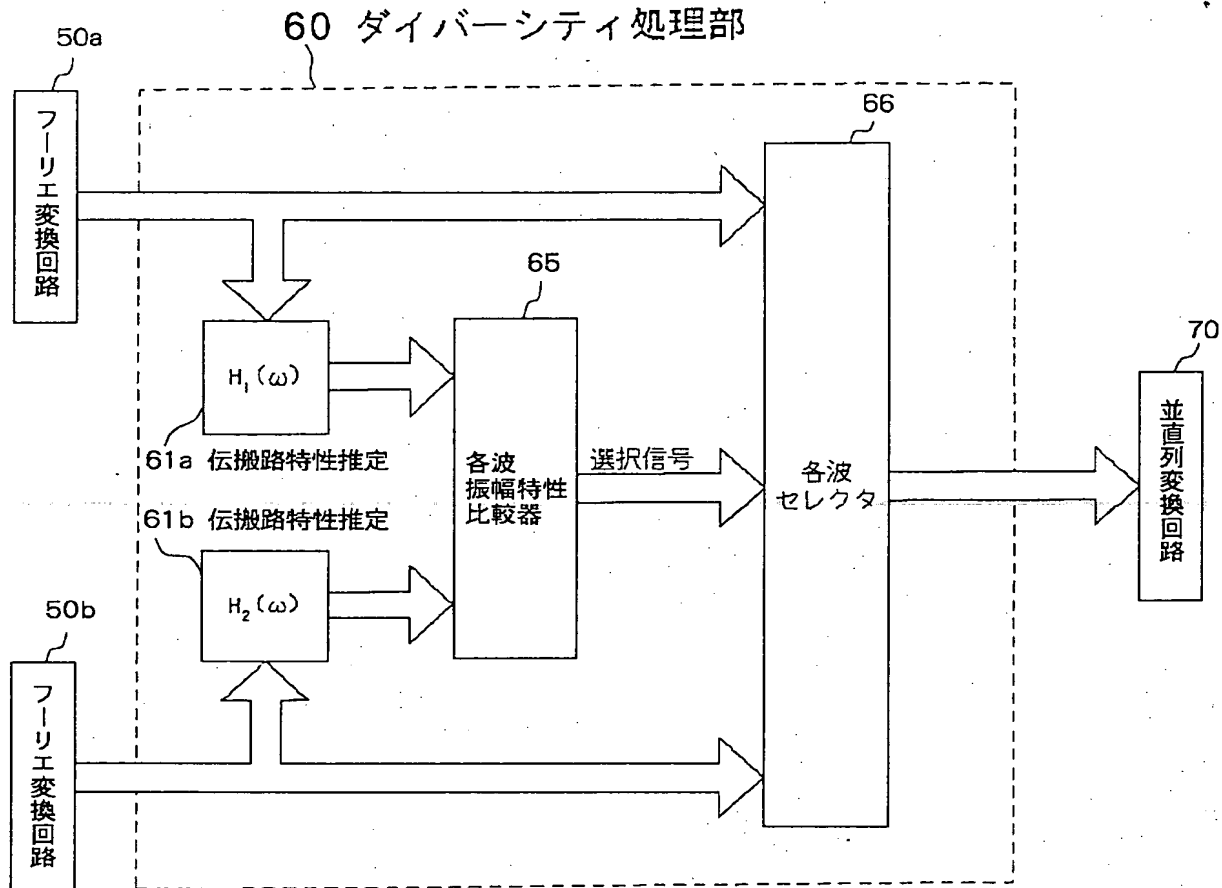 60 ダイバーシティ処理部
50a
フーリエ変換回路
66
65
H₁(ω)
61a 伝搬路特性推定
70
並直列変換回路
各波
振幅特性
比較器
選択信号
各波
セレクタ
61b 伝搬路特性推定
H₂(ω)
50b
フーリエ変換回路